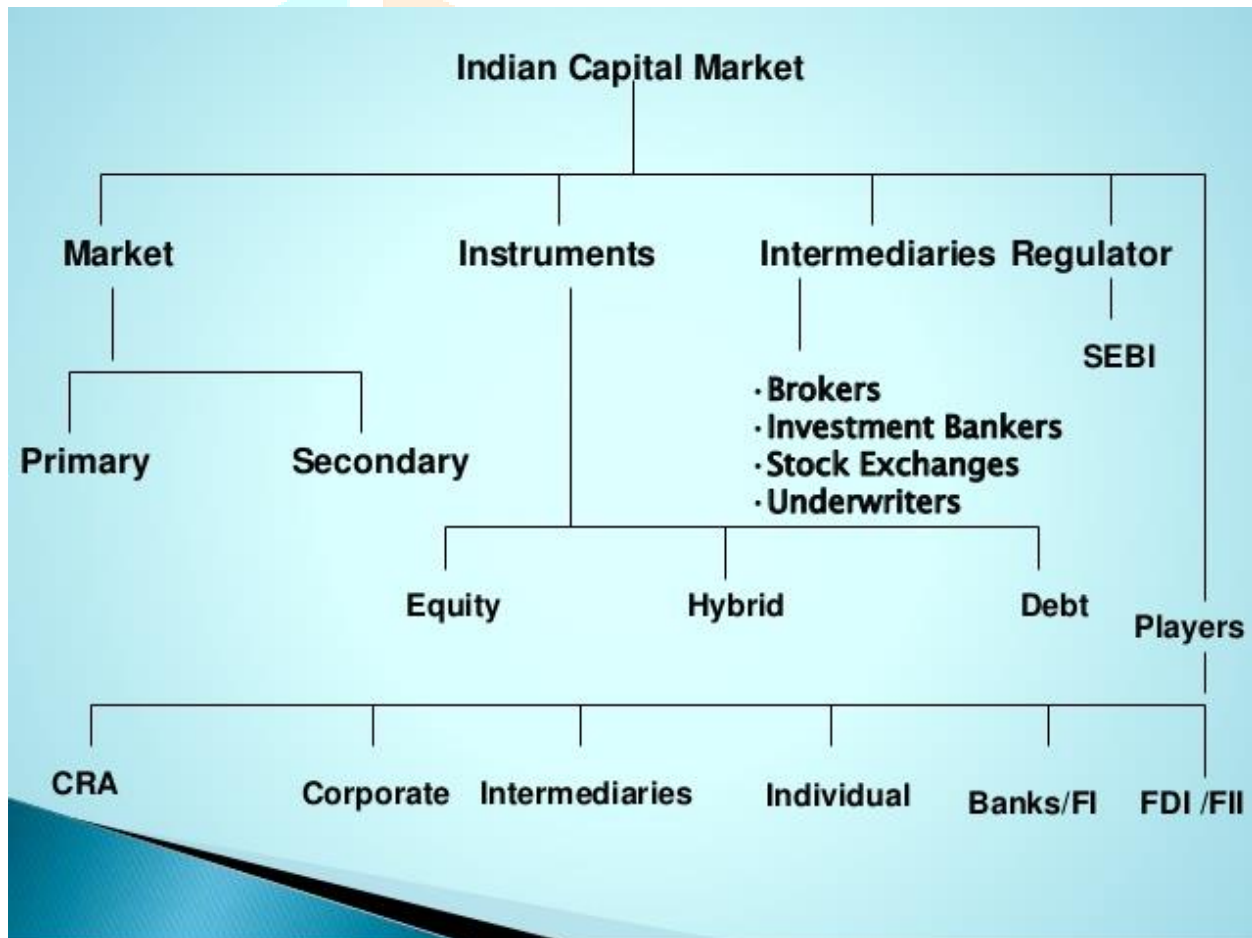 Indian Capital Market
Market
Instruments
Intermediaries
Regulator
SEBI
· Brokers
· Investment Bankers
· Stock Exchanges
· Underwriters
Primary
Secondary
Equity
Hybrid
Debt
Players
CRA
Corporate
Intermediaries
Individual
Banks/FI
FDI /FII